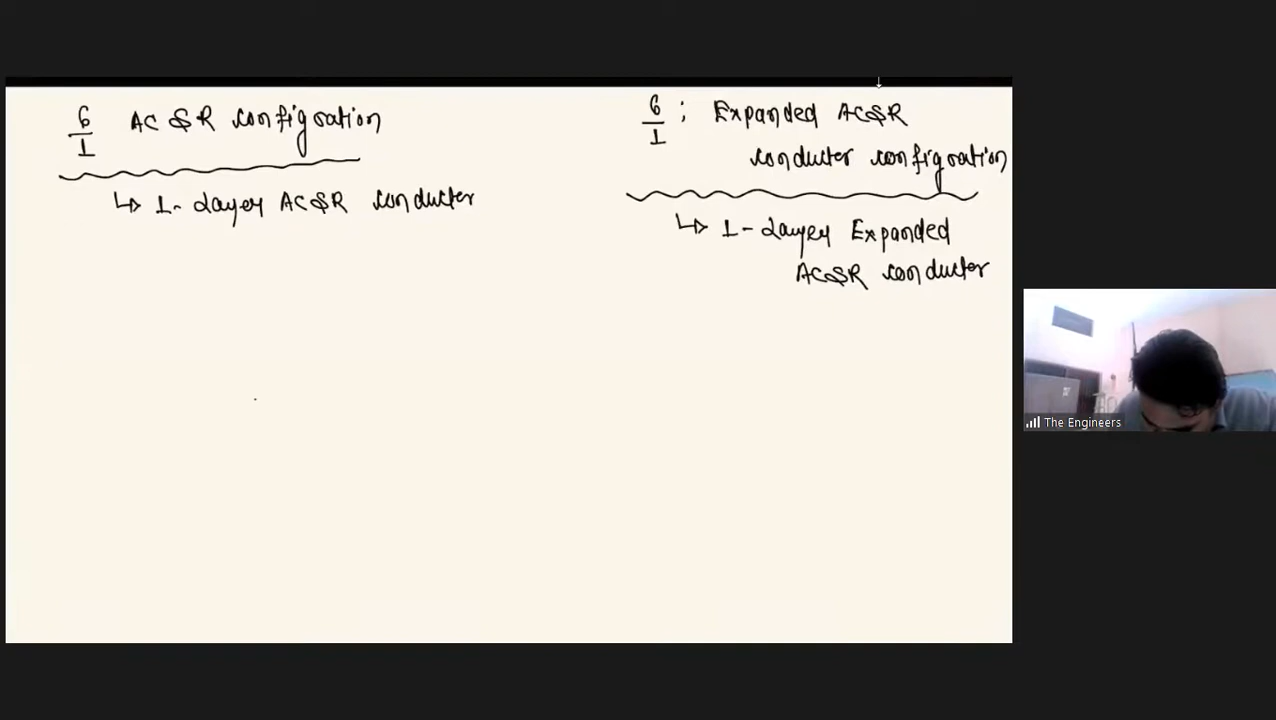 6/1 ACSR configration
↳ 1-Layer ACSR conductor
6/1 ; Expanded ACSR
conductor configration
↳ 1-Layer Expanded
ACSR conductor
The Engineers